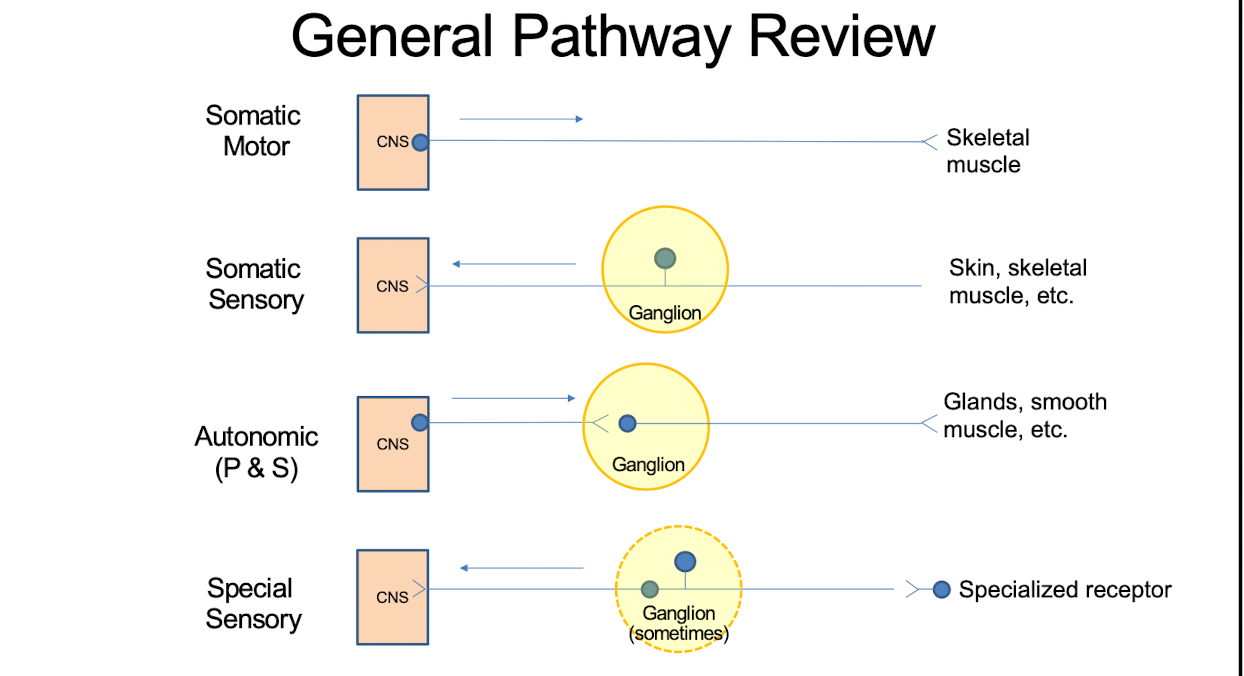 General Pathway Review
Somatic
Motor
CNS
Skeletal
muscle
Somatic
Sensory
CNS
Ganglion
Skin, skeletal
muscle, etc.
Autonomic
(P & S)
CNS
Ganglion
Glands, smooth
muscle, etc.
Special
Sensory
CNS
Ganglion
(sometimes)
Specialized receptor